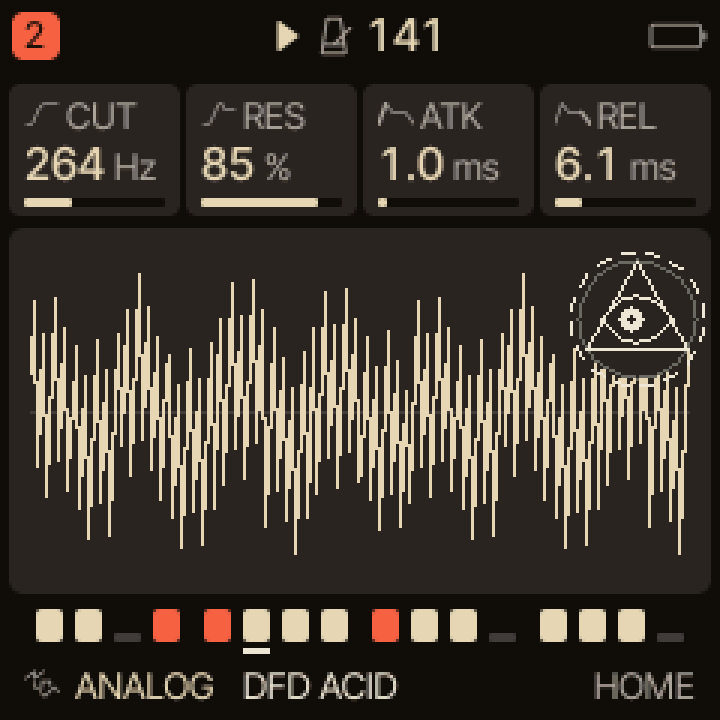 2 141
CUT RES ATK REL
264 Hz 85 % 1.0 ms 6.1 ms
ANALOG DFD ACID HOME